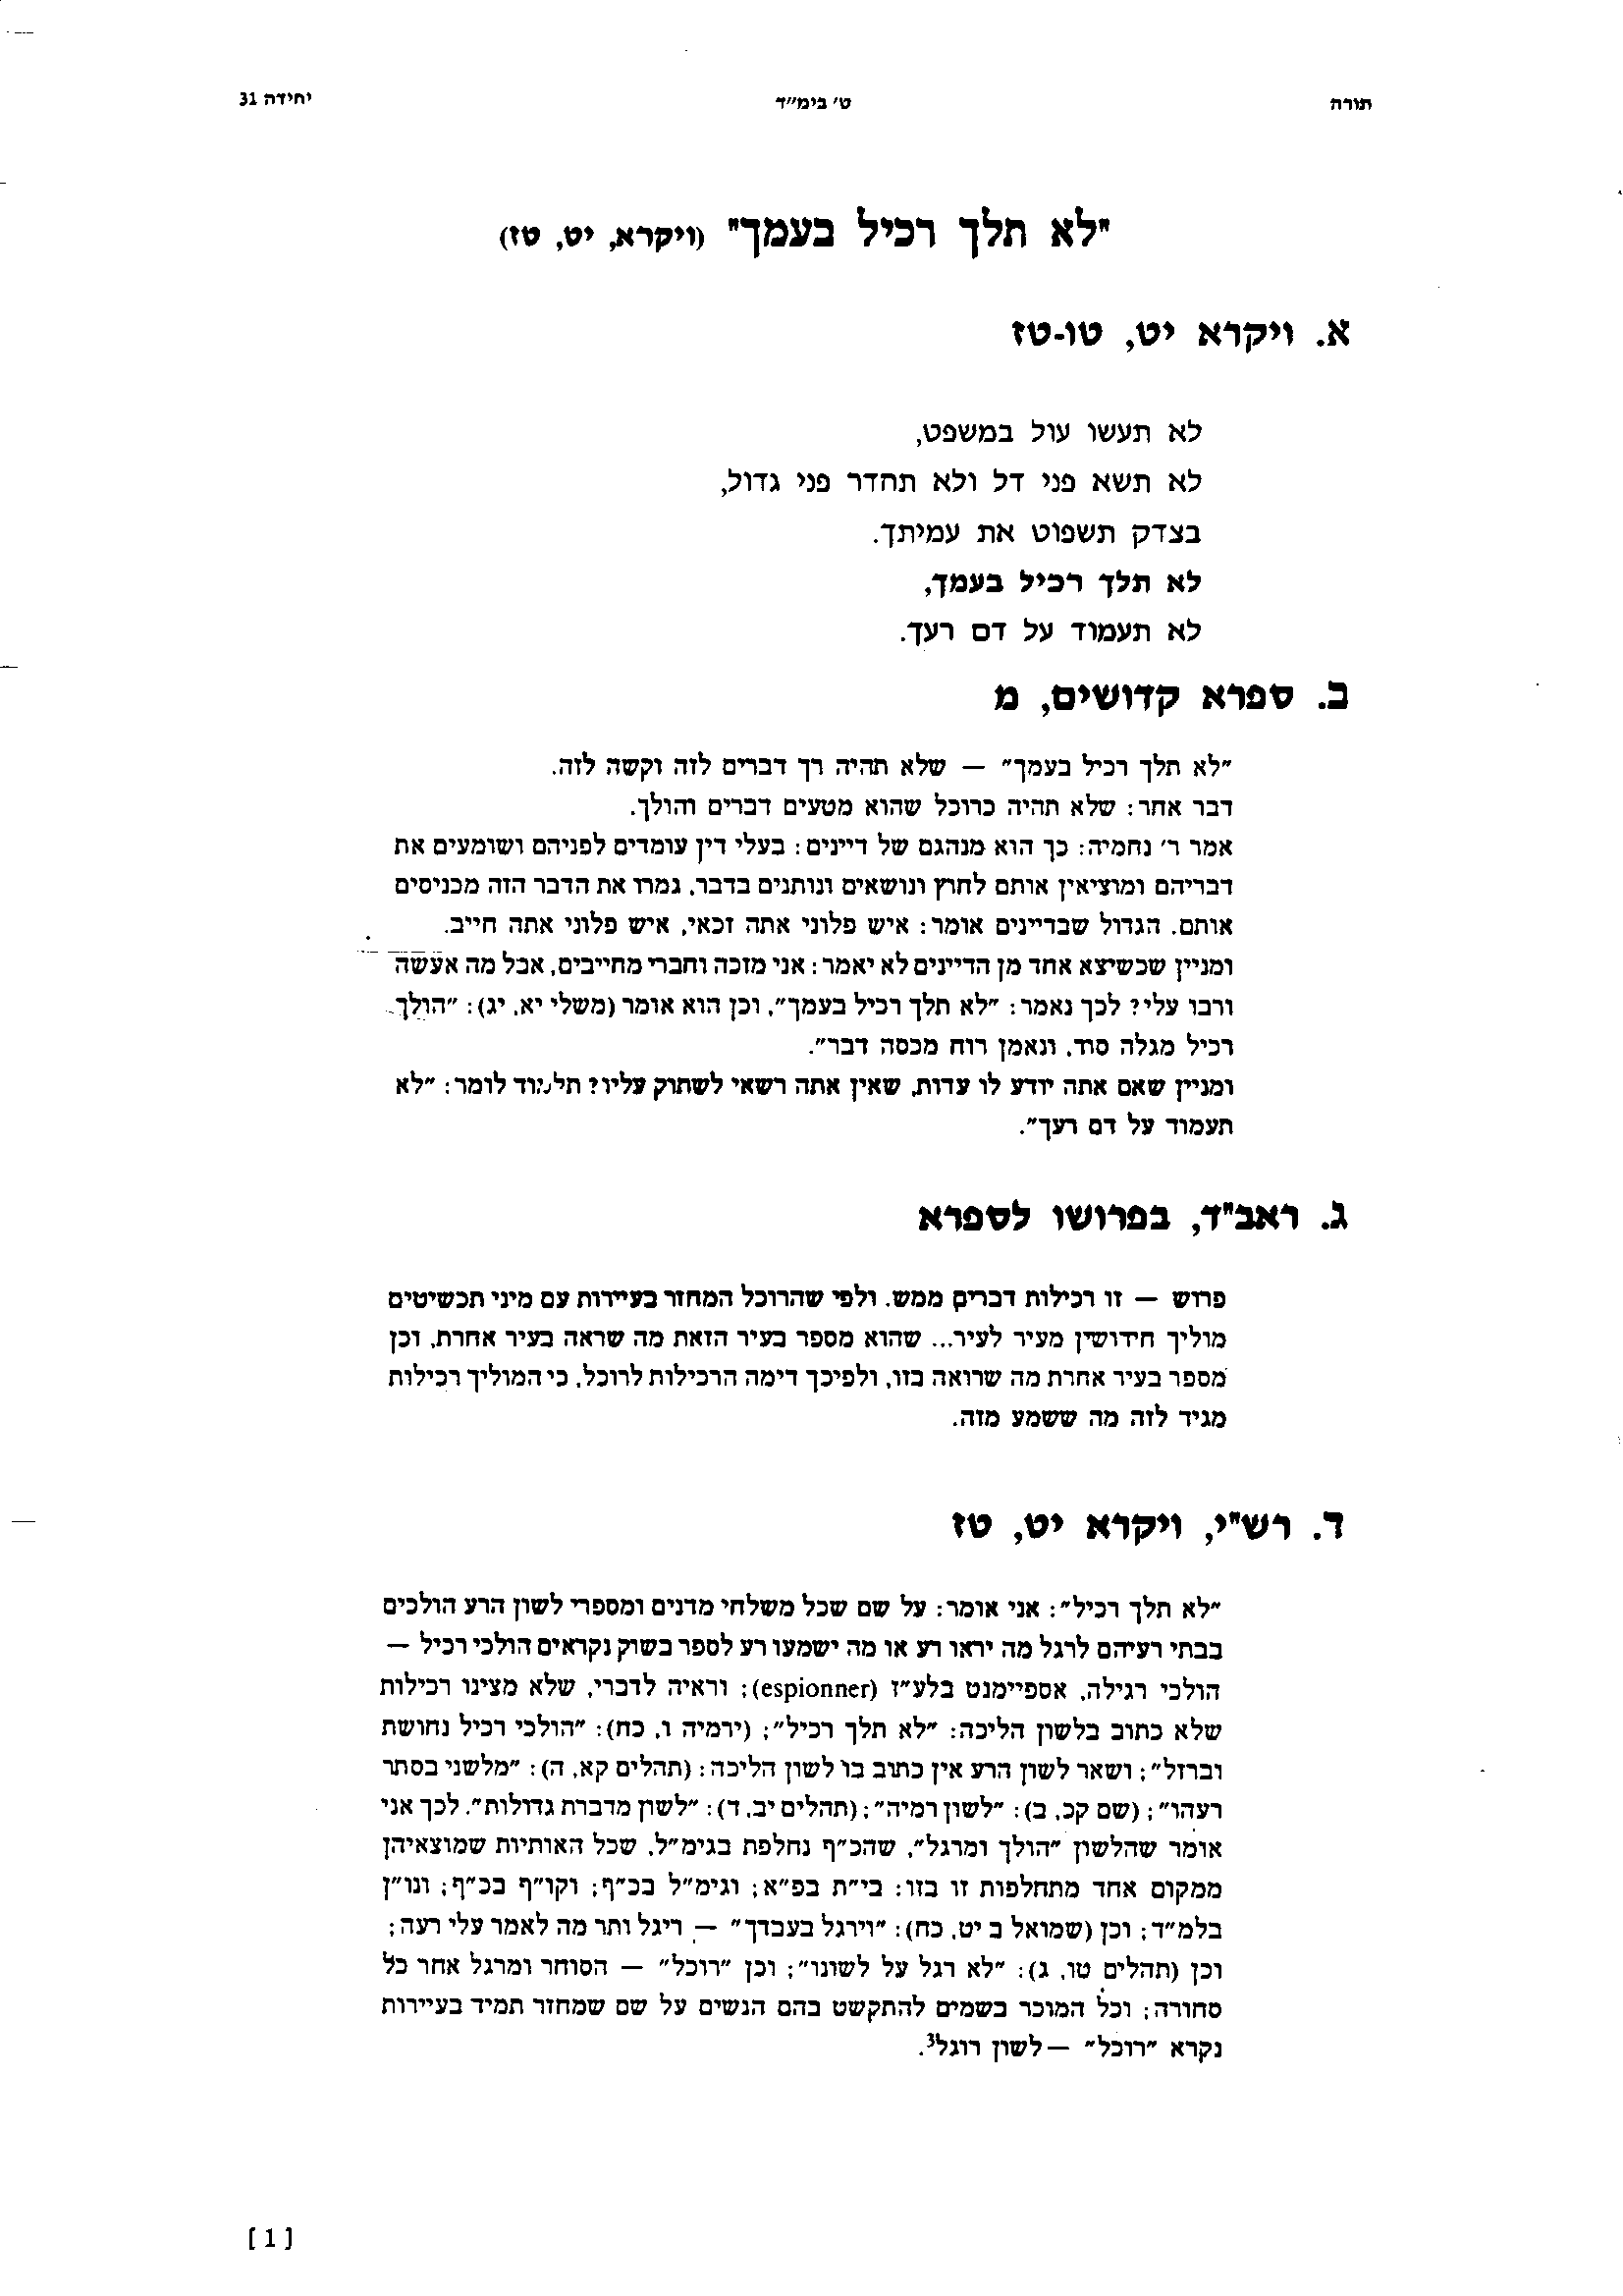 תורה
ט' בימ"ד
יחידה 31
"לא תלך רכיל בעמך" (ויקרא, יט, טז)
א. ויקרא יט, טו-טז
לא תעשו עול במשפט,
לא תשא פני דל ולא תהדר פני גדול,
בצדק תשפוט את עמיתך.
לא תלך רכיל בעמך,
לא תעמוד על דם רעך.
ב. ספרא קדושים, מ
"לא תלך רכיל בעמך" — שלא תהיה רך דברים לזה וקשה לזה.
דבר אחר: שלא תהיה כרוכל שהוא מטעים דברים והולך.
אמר ר' נחמיה: כך הוא מנהגם של דיינים: בעלי דין עומדים לפניהם ושומעים את
דבריהם ומוציאין אותם לחוץ ונושאים ונותנים בדבר. גמרו את הדבר הזה מכניסים
אותם. הגדול שבדיינים אומר: איש פלוני אתה זכאי, איש פלוני אתה חייב.
ומניין שכשיצא אחד מן הדיינים לא יאמר: אני מזכה וחברי מחייבים, אבל מה אעשה
ורבו עלי? לכך נאמר: "לא תלך רכיל בעמך", וכן הוא אומר (משלי יא, יג): "הולך
רכיל מגלה סוד, ונאמן רוח מכסה דבר".
ומניין שאם אתה יודע לו עדות, שאין אתה רשאי לשתוק עליו? תלמוד לומר: "לא
תעמוד על דם רעך".
ג. ראב"ד, בפרושו לספרא
פרוש — זו רכילות דברים ממש. ולפי שהרוכל המחזר בעיירות עם מיני תכשיטים
מוליך חידושין מעיר לעיר... שהוא מספר בעיר הזאת מה שראה בעיר אחרת, וכן
מספר בעיר אחרת מה שרואה בזו, ולפיכך דימה הרכילות לרוכל, כי המוליך רכילות
מגיד לזה מה ששמע מזה.
ד. רש"י, ויקרא יט, טז
"לא תלך רכיל": אני אומר: על שם שכל משלחי מדנים ומספרי לשון הרע הולכים
בבתי רעיהם לרגל מה יראו רע או מה ישמעו רע לספר בשוק נקראים הולכי רכיל —
הולכי רגילה, אספיימנט בלע"ז (espionner); וראיה לדברי, שלא מצינו רכילות
שלא כתוב בלשון הליכה: "לא תלך רכיל"; (ירמיה ו, כח): "הולכי רכיל נחושת
וברזל"; ושאר לשון הרע אין כתוב בו לשון הליכה: (תהלים קא, ה): "מלשני בסתר
רעהו"; (שם קכ, ב): "לשון רמיה"; (תהלים יב, ד): "לשון מדברת גדולות". לכך אני
אומר שהלשון "הולך ומרגל", שהכ"ף נחלפת בגימ"ל, שכל האותיות שמוצאיהן
ממקום אחד מתחלפות זו בזו: בי"ת בפ"א; וגימ"ל בכ"ף; וקו"ף בכ"ף; ונו"ן
בלמ"ד; וכן (שמואל ב יט, כח): "וירגל בעבדך" — ריגל ותר מה לאמר עלי רעה;
וכן (תהלים טו, ג): "לא רגל על לשונו"; וכן "רוכל" — הסוחר ומרגל אחר כל
סחורה; וכל המוכר בשמים להתקשט בהם הנשים על שם שמחזר תמיד בעיירות
נקרא "רוכל" — לשון רוגל³.
[ 1 ]